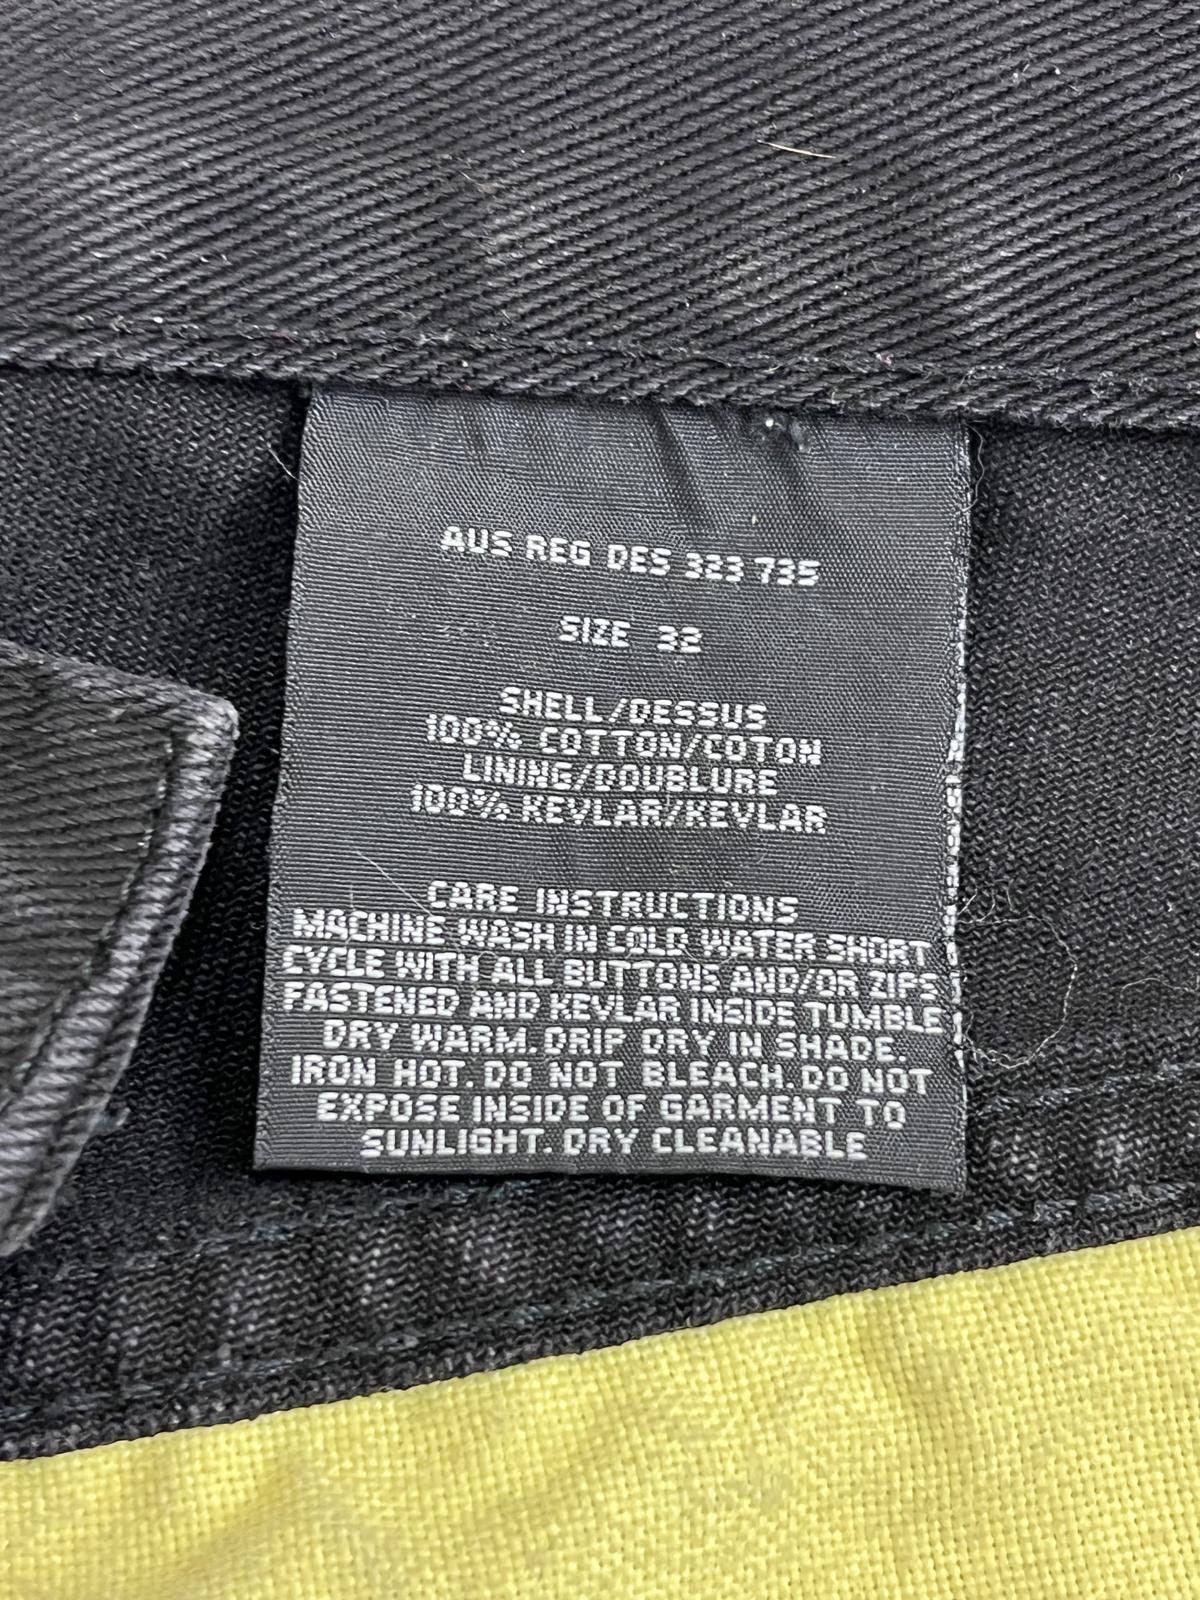 AUS REG DES 323 735
SIZE 32
SHELL/DESSUS
100% COTTON/COTON
LINING/DOUBLURE
100% KEVLAR/KEVLAR
CARE INSTRUCTIONS
MACHINE WASH IN COLD WATER SHORT
CYCLE WITH ALL BUTTONS AND/OR ZIPS
FASTENED AND KEVLAR INSIDE TUMBLE
DRY WARM. DRIP DRY IN SHADE.
IRON HOT. DO NOT BLEACH. DO NOT
EXPOSE INSIDE OF GARMENT TO
SUNLIGHT. DRY CLEANABLE